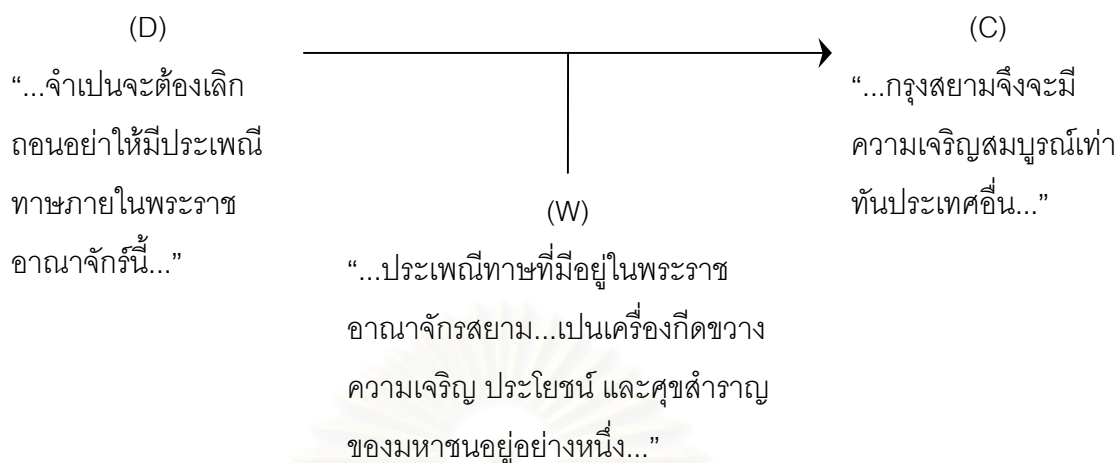 (D)
“...จำเปนจะต้องเลิก
ถอนอย่าให้มีประเพณี
ทาษภายในพระราช
อาณาจักร์นี้...”
(C)
“...กรุงสยามจึงจะมี
ความเจริญสมบูรณ์เท่า
ทันประเทศอื่น...”
(W)
“...ประเพณีทาษที่มีอยู่ในพระราช
อาณาจักรสยาม...เปนเครื่องกีดขวาง
ความเจริญ ประโยชน์ และศุขสำราญ
ของมหาชนอยู่อย่างหนึ่ง...”